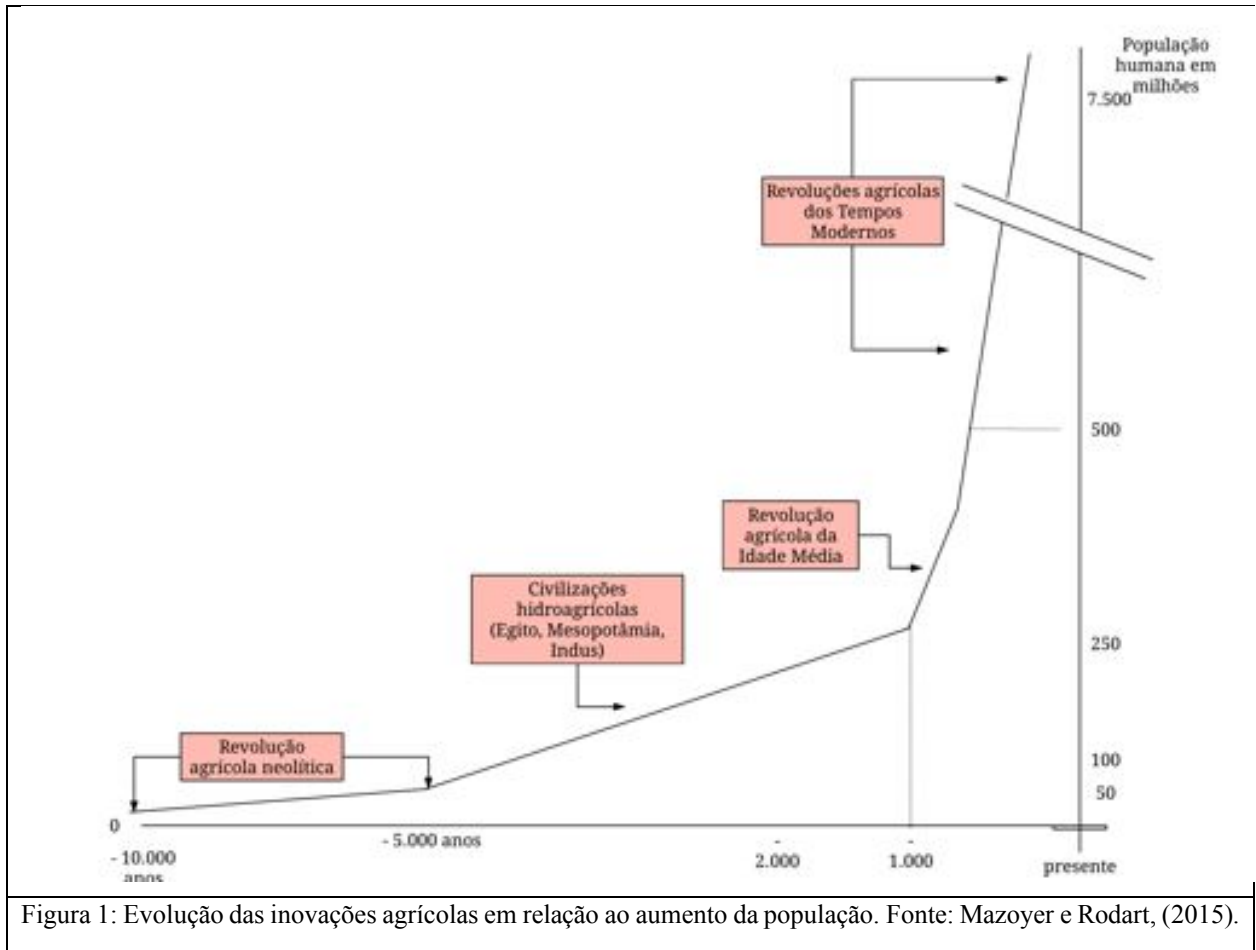 População
humana em
milhões
7.500
Revoluções agrícolas
dos Tempos
Modernos
500
Revolução
agrícola da
Idade Média
Civilizações
hidroagrícolas
(Egito, Mesopotâmia,
Indus)
250
Revolução
agrícola neolítica
100
50
0
- 10.000
anos
- 5.000 anos
-
2.000
-
1.000
presente
Figura 1: Evolução das inovações agrícolas em relação ao aumento da população. Fonte: Mazoyer e Rodart, (2015).